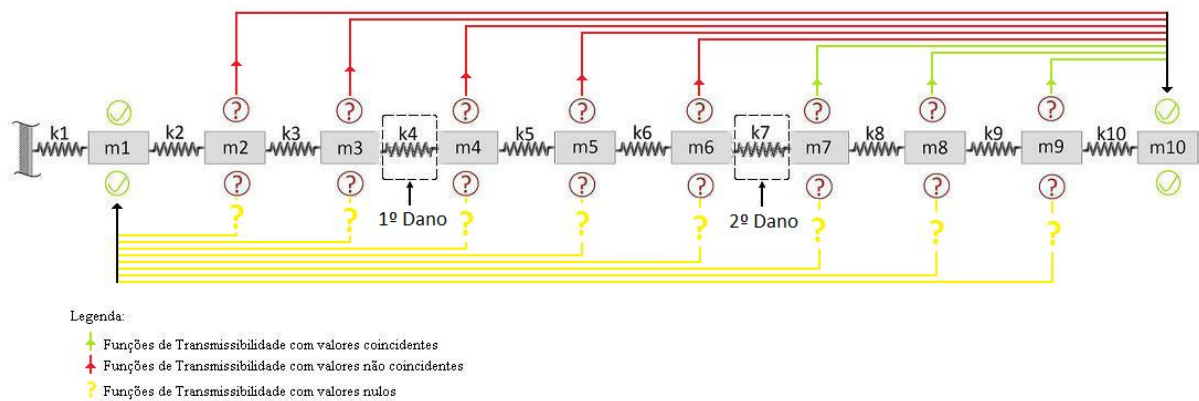 ? ? ? ? ? ? ? ?
k1 k2 k3 k4 k5 k6 k7 k8 k9 k10
m1 m2 m3 m4 m5 m6 m7 m8 m9 m10
? ? ? ? ? ? ? ?
1º Dano 2º Dano
? ? ? ? ? ? ? ?
Legenda:
Funções de Transmissibilidade com valores coincidentes
Funções de Transmissibilidade com valores não coincidentes
? Funções de Transmissibilidade com valores nulos